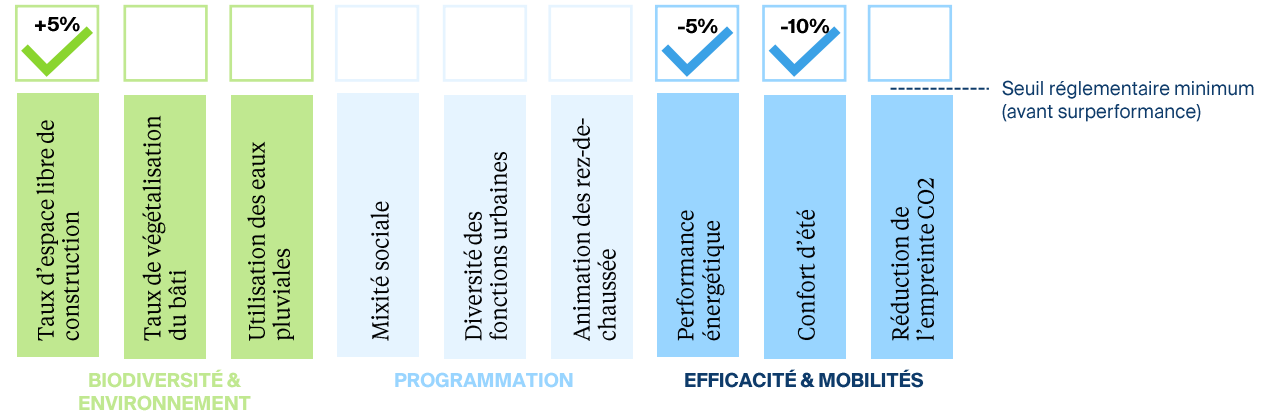 +5%
-5%
-10%
Seuil réglementaire minimum
(avant surperformance)
Taux d'espace libre de
construction
Taux de végétalisation
du bâti
Utilisation des eaux
pluviales
Mixité sociale
Diversité des
fonctions urbaines
Animation des rez-de-
chaussée
Performance
énergétique
Confort d'été
Réduction de
l'empreinte CO2
BIODIVERSITÉ &
ENVIRONNEMENT
PROGRAMMATION
EFFICACITÉ & MOBILITÉS